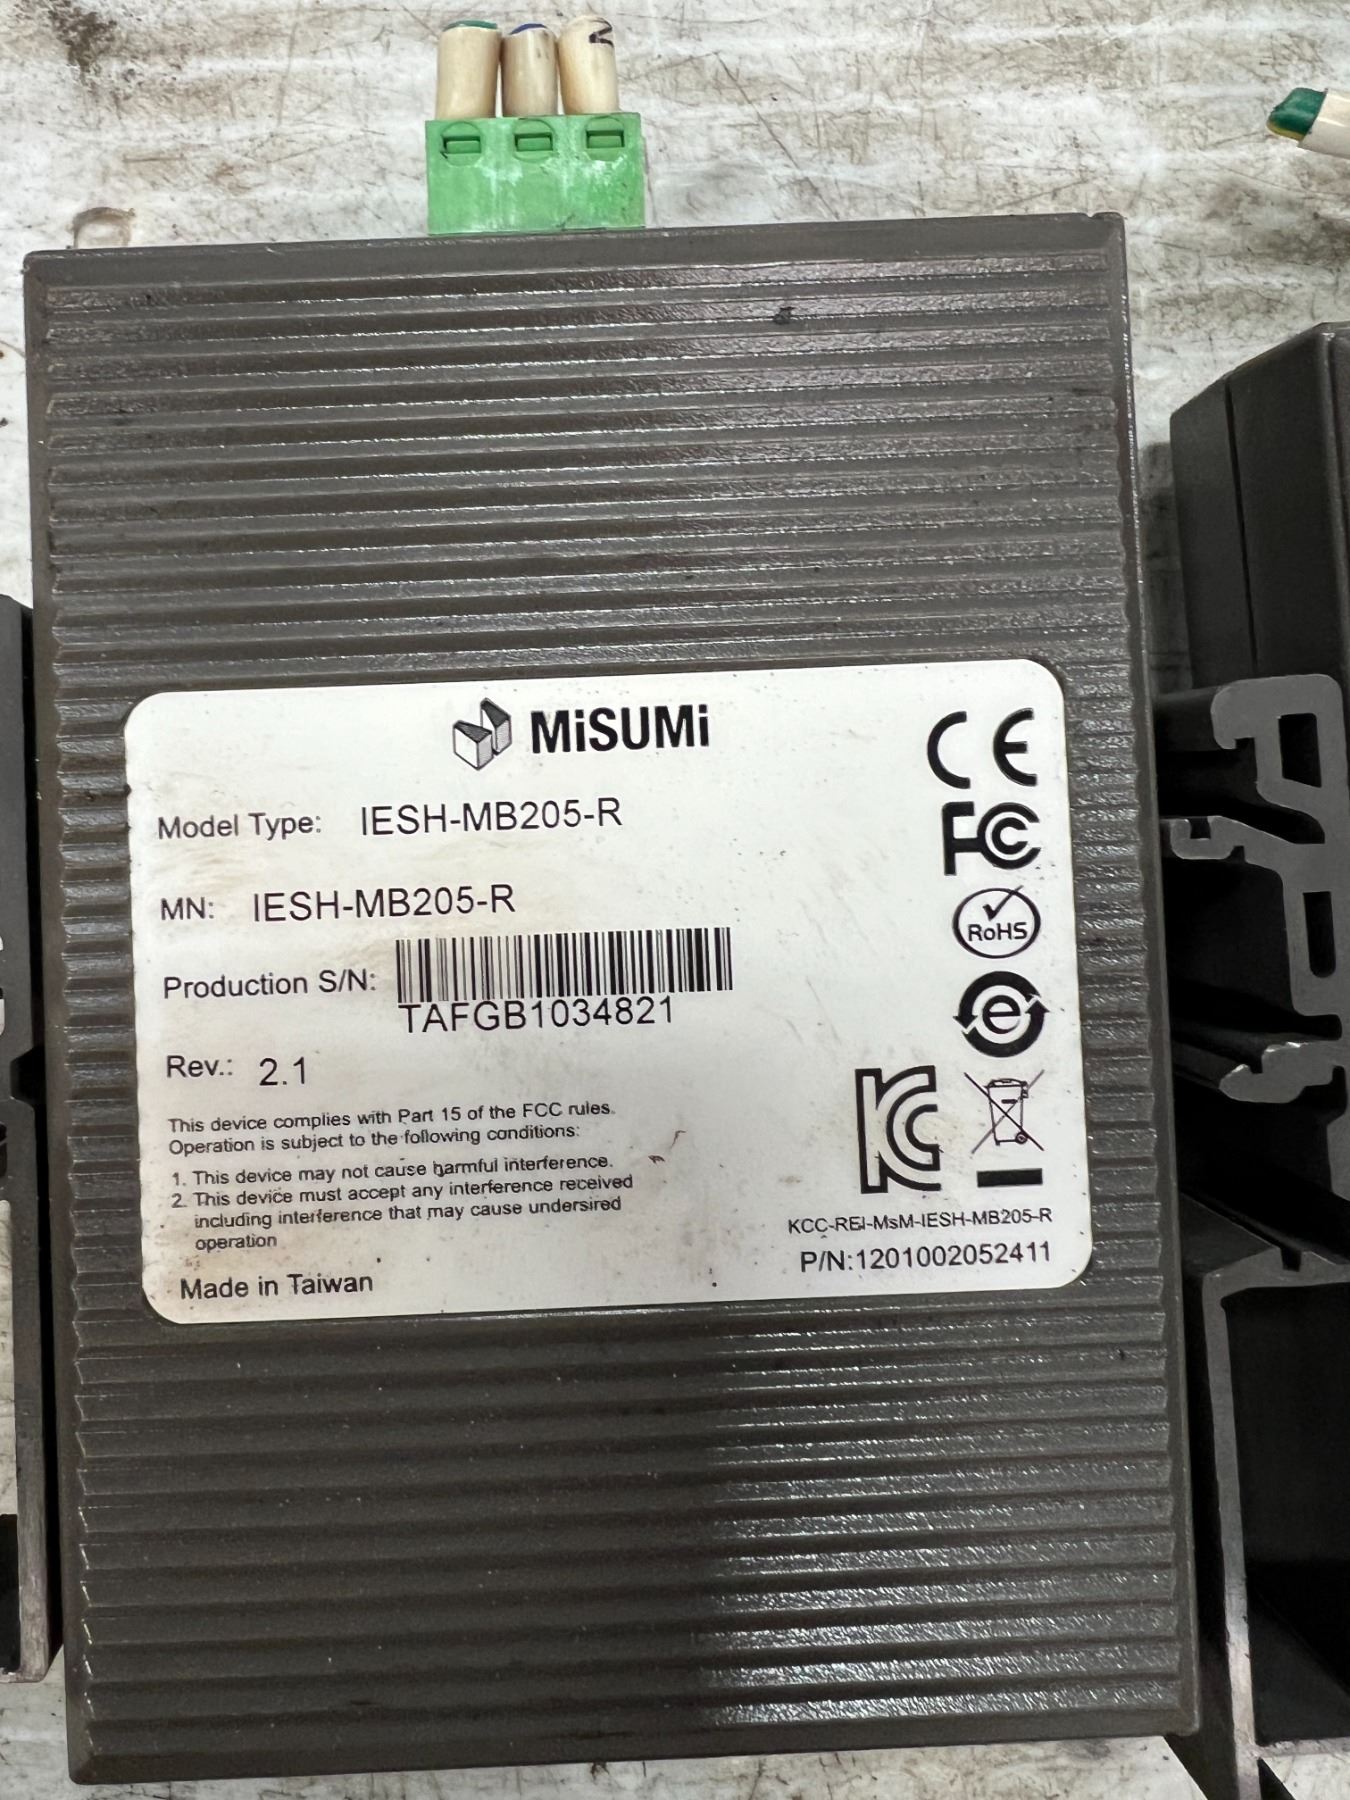 MiSUMi
CE
FC
Model Type: IESH-MB205-R
MN: IESH-MB205-R
RoHS
Production S/N:
TAFGB1034821
e
Rev.: 2.1
This device complies with Part 15 of the FCC rules.
Operation is subject to the following conditions:
1. This device may not cause harmful interference.
2. This device must accept any interference received
including interference that may cause undersired
operation
KC
KCC-REI-MsM-IESH-MB205-R
P/N:1201002052411
Made in Taiwan